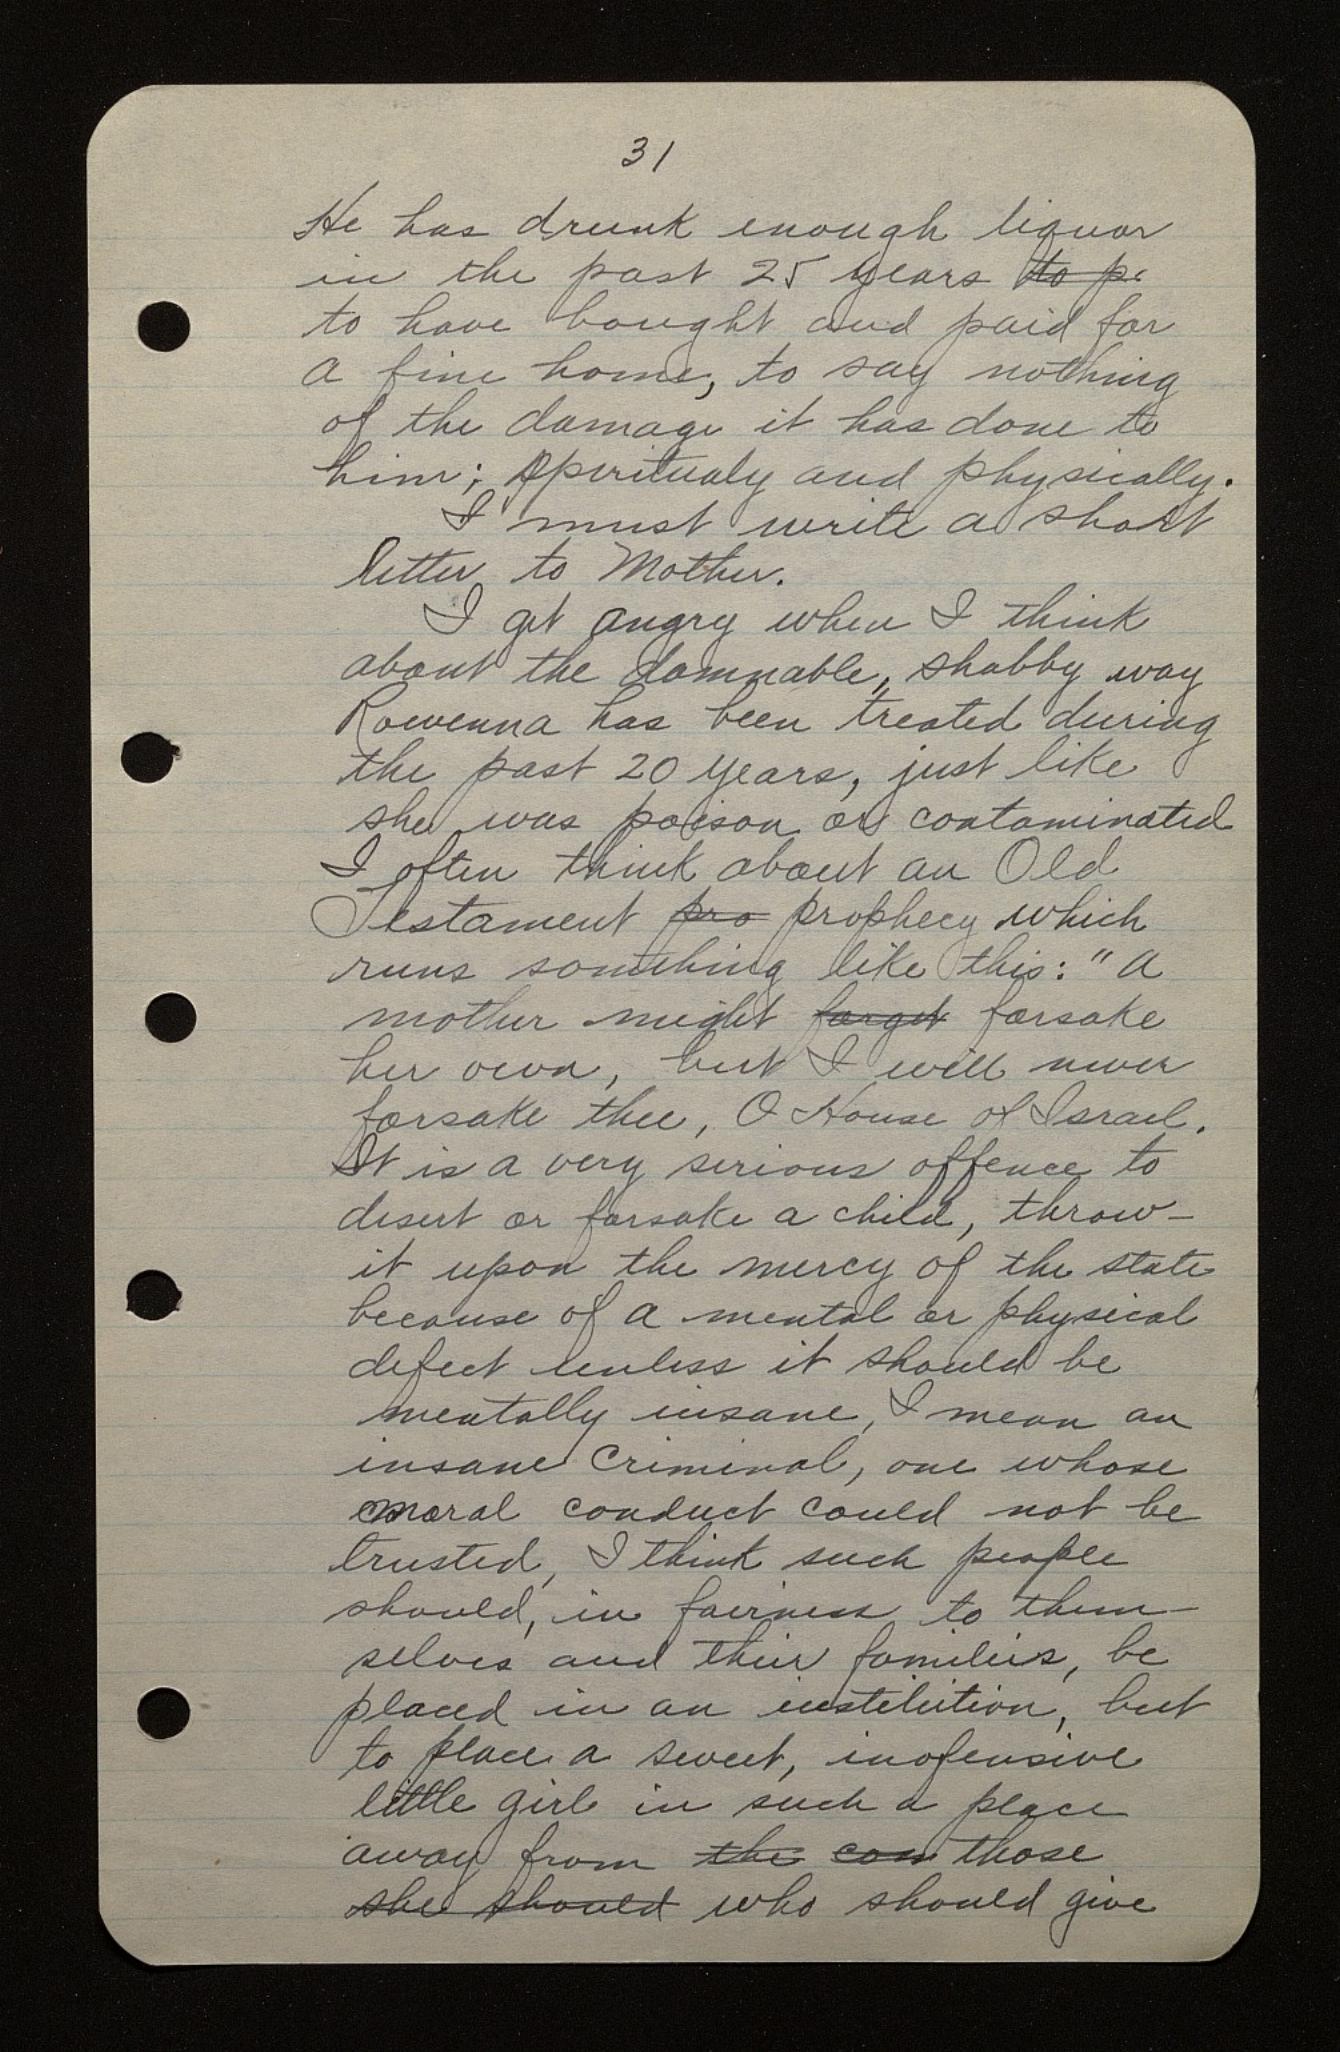 31
He has drunk enough liquor
in the past 25 years to p
to have bought and paid for
a fine home, to say nothing
of the damage it has done to
him; Spiritualy and physically.
I must write a short
letter to Mother.
I get angry when I think
about the damnable, shabby way
Rowenna has been treated during
the past 20 years, just like
she was poison or contaminated
I often think about an Old
Testament pro prophecy which
runs something like this: "A
mother might forget forsake
her own, but I will never
forsake thee, O House of Israel.
It is a very serious offence to
desert or forsake a child, throw-
it upon the mercy of the state
because of a mental or physical
defect unless it should be
mentally insane, I mean an
insane criminal, one whose
moral conduct could not be
trusted, I think such people
should, in fairness to them-
selves and their families, be
placed in an institution, but
to place a sweet, inofensive
little girl in such a place
away from the con those
she should who should give